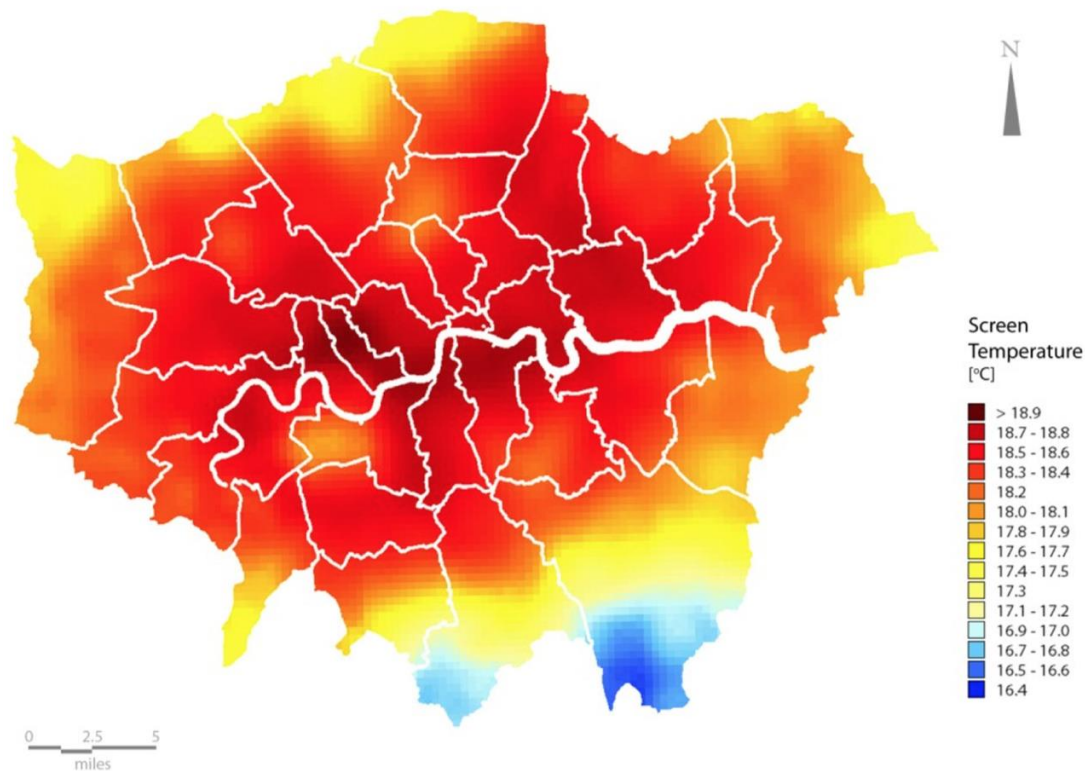 N
Screen
Temperature
[°C]
> 18.9
18.7 - 18.8
18.5 - 18.6
18.3 - 18.4
18.2
18.0 - 18.1
17.8 - 17.9
17.6 - 17.7
17.4 - 17.5
17.3
17.1 - 17.2
16.9 - 17.0
16.7 - 16.8
16.5 - 16.6
16.4
0 2.5 5
miles